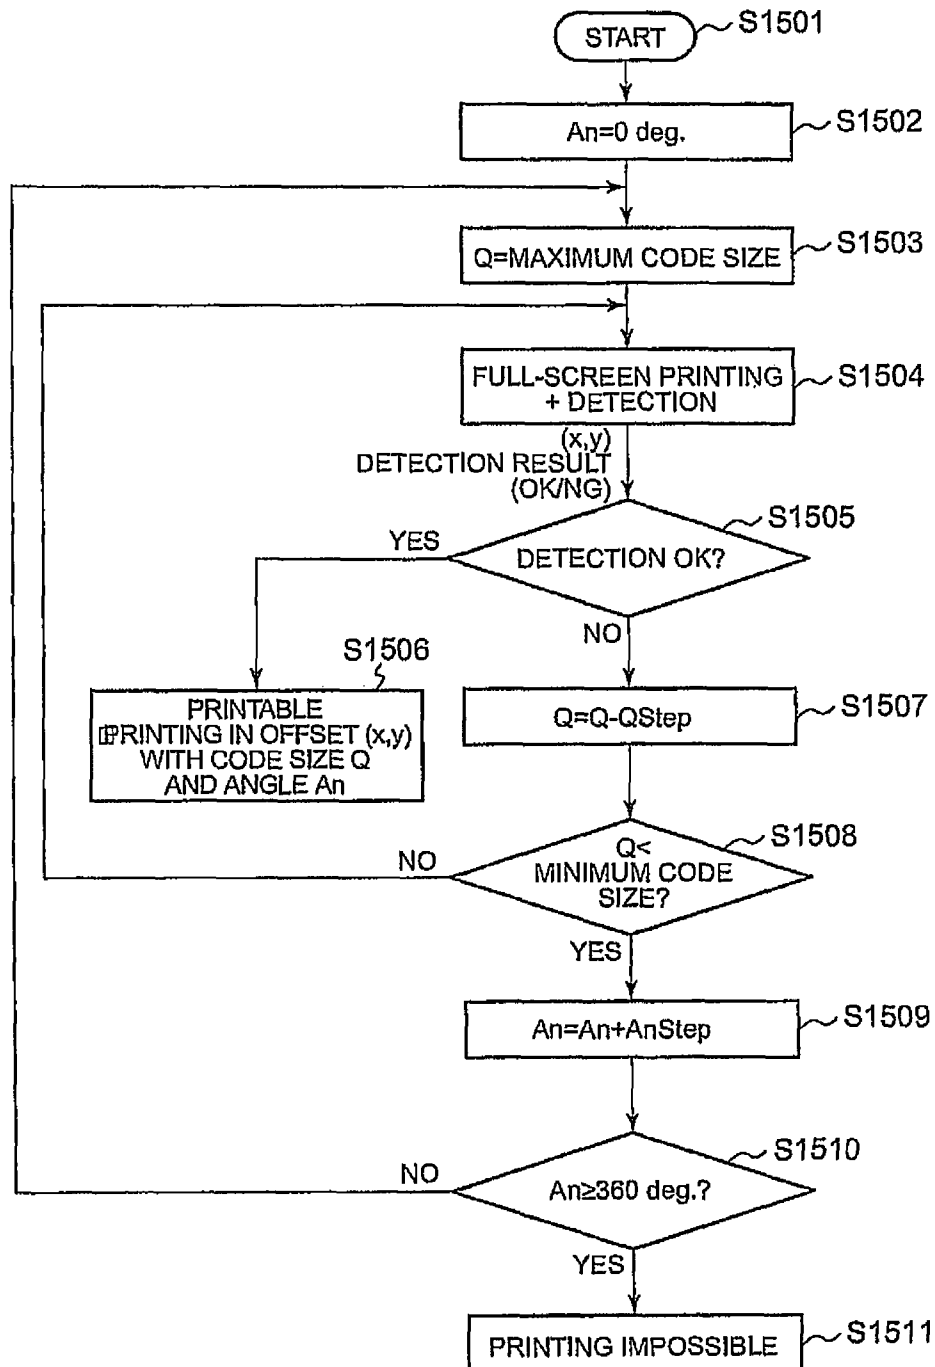 START
S1501
An=0 deg.
S1502
Q=MAXIMUM CODE SIZE
S1503
FULL-SCREEN PRINTING
+ DETECTION
S1504
(x,y)
DETECTION RESULT
(OK/NG)
S1505
YES
DETECTION OK?
NO
S1506
PRINTABLE
PRINTING IN OFFSET (x,y)
WITH CODE SIZE Q
AND ANGLE An
Q=Q-QStep
S1507
S1508
NO
Q<
MINIMUM CODE
SIZE?
YES
An=An+AnStep
S1509
S1510
NO
An≥360 deg.?
YES
PRINTING IMPOSSIBLE
S1511